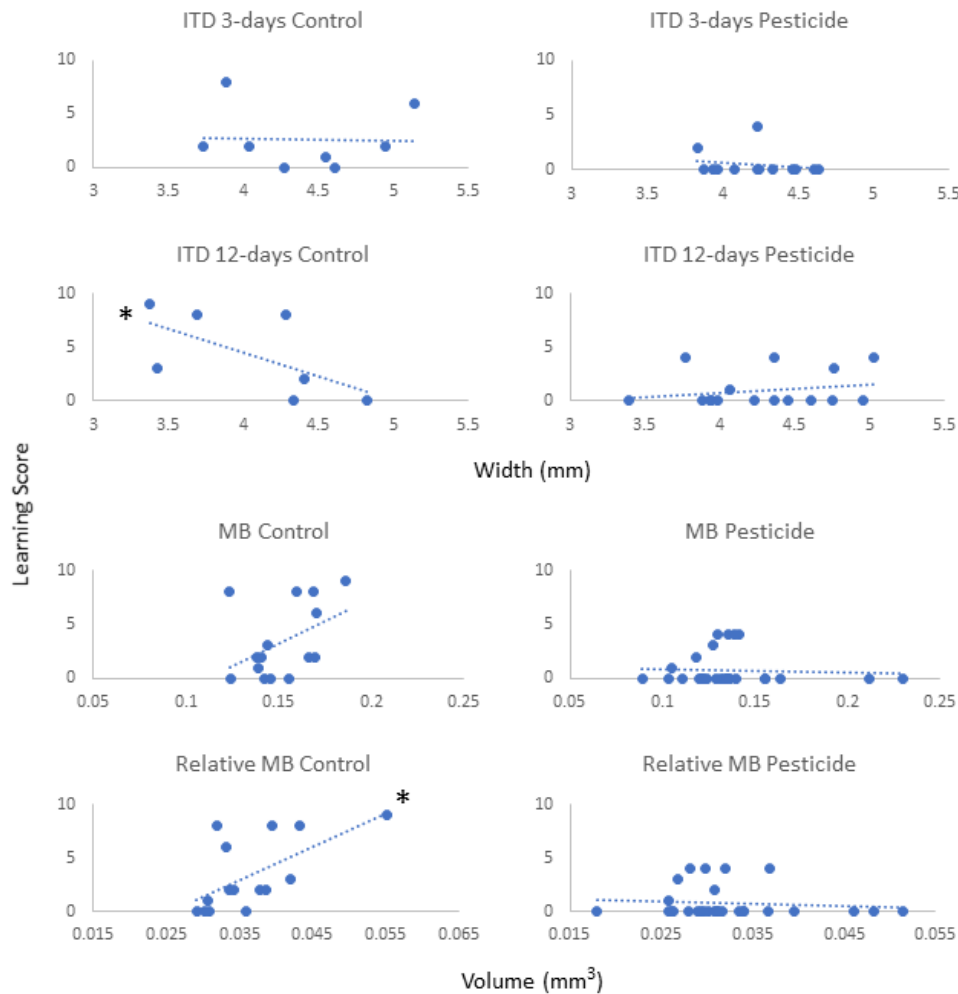 ITD 3-days Control
ITD 3-days Pesticide
10
5
0
3 3.5 4 4.5 5 5.5
10
5
0
3 3.5 4 4.5 5 5.5
ITD 12-days Control
ITD 12-days Pesticide
10
5
0
*
3 3.5 4 4.5 5 5.5
10
5
0
3 3.5 4 4.5 5 5.5
Width (mm)
Learning Score
MB Control
MB Pesticide
10
5
0
0.05 0.1 0.15 0.2 0.25
10
5
0
0.05 0.1 0.15 0.2 0.25
Relative MB Control
Relative MB Pesticide
10
5
0
*
0.015 0.025 0.035 0.045 0.055 0.065
10
5
0
0.015 0.025 0.035 0.045 0.055
Volume (mm³)